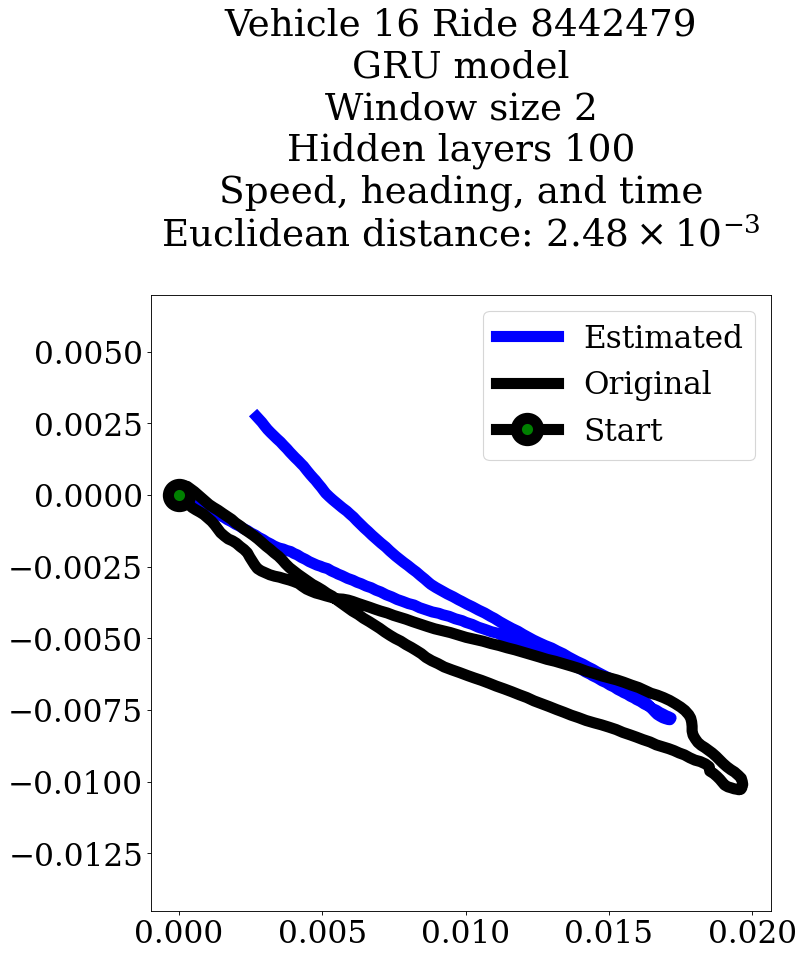 Vehicle 16 Ride 8442479
GRU model
Window size 2
Hidden layers 100
Speed, heading, and time
Euclidean distance: 2.48 × 10⁻³
Estimated
Original
Start
0.0050
0.0025
0.0000
−0.0025
−0.0050
−0.0075
−0.0100
−0.0125
0.000 0.005 0.010 0.015 0.020